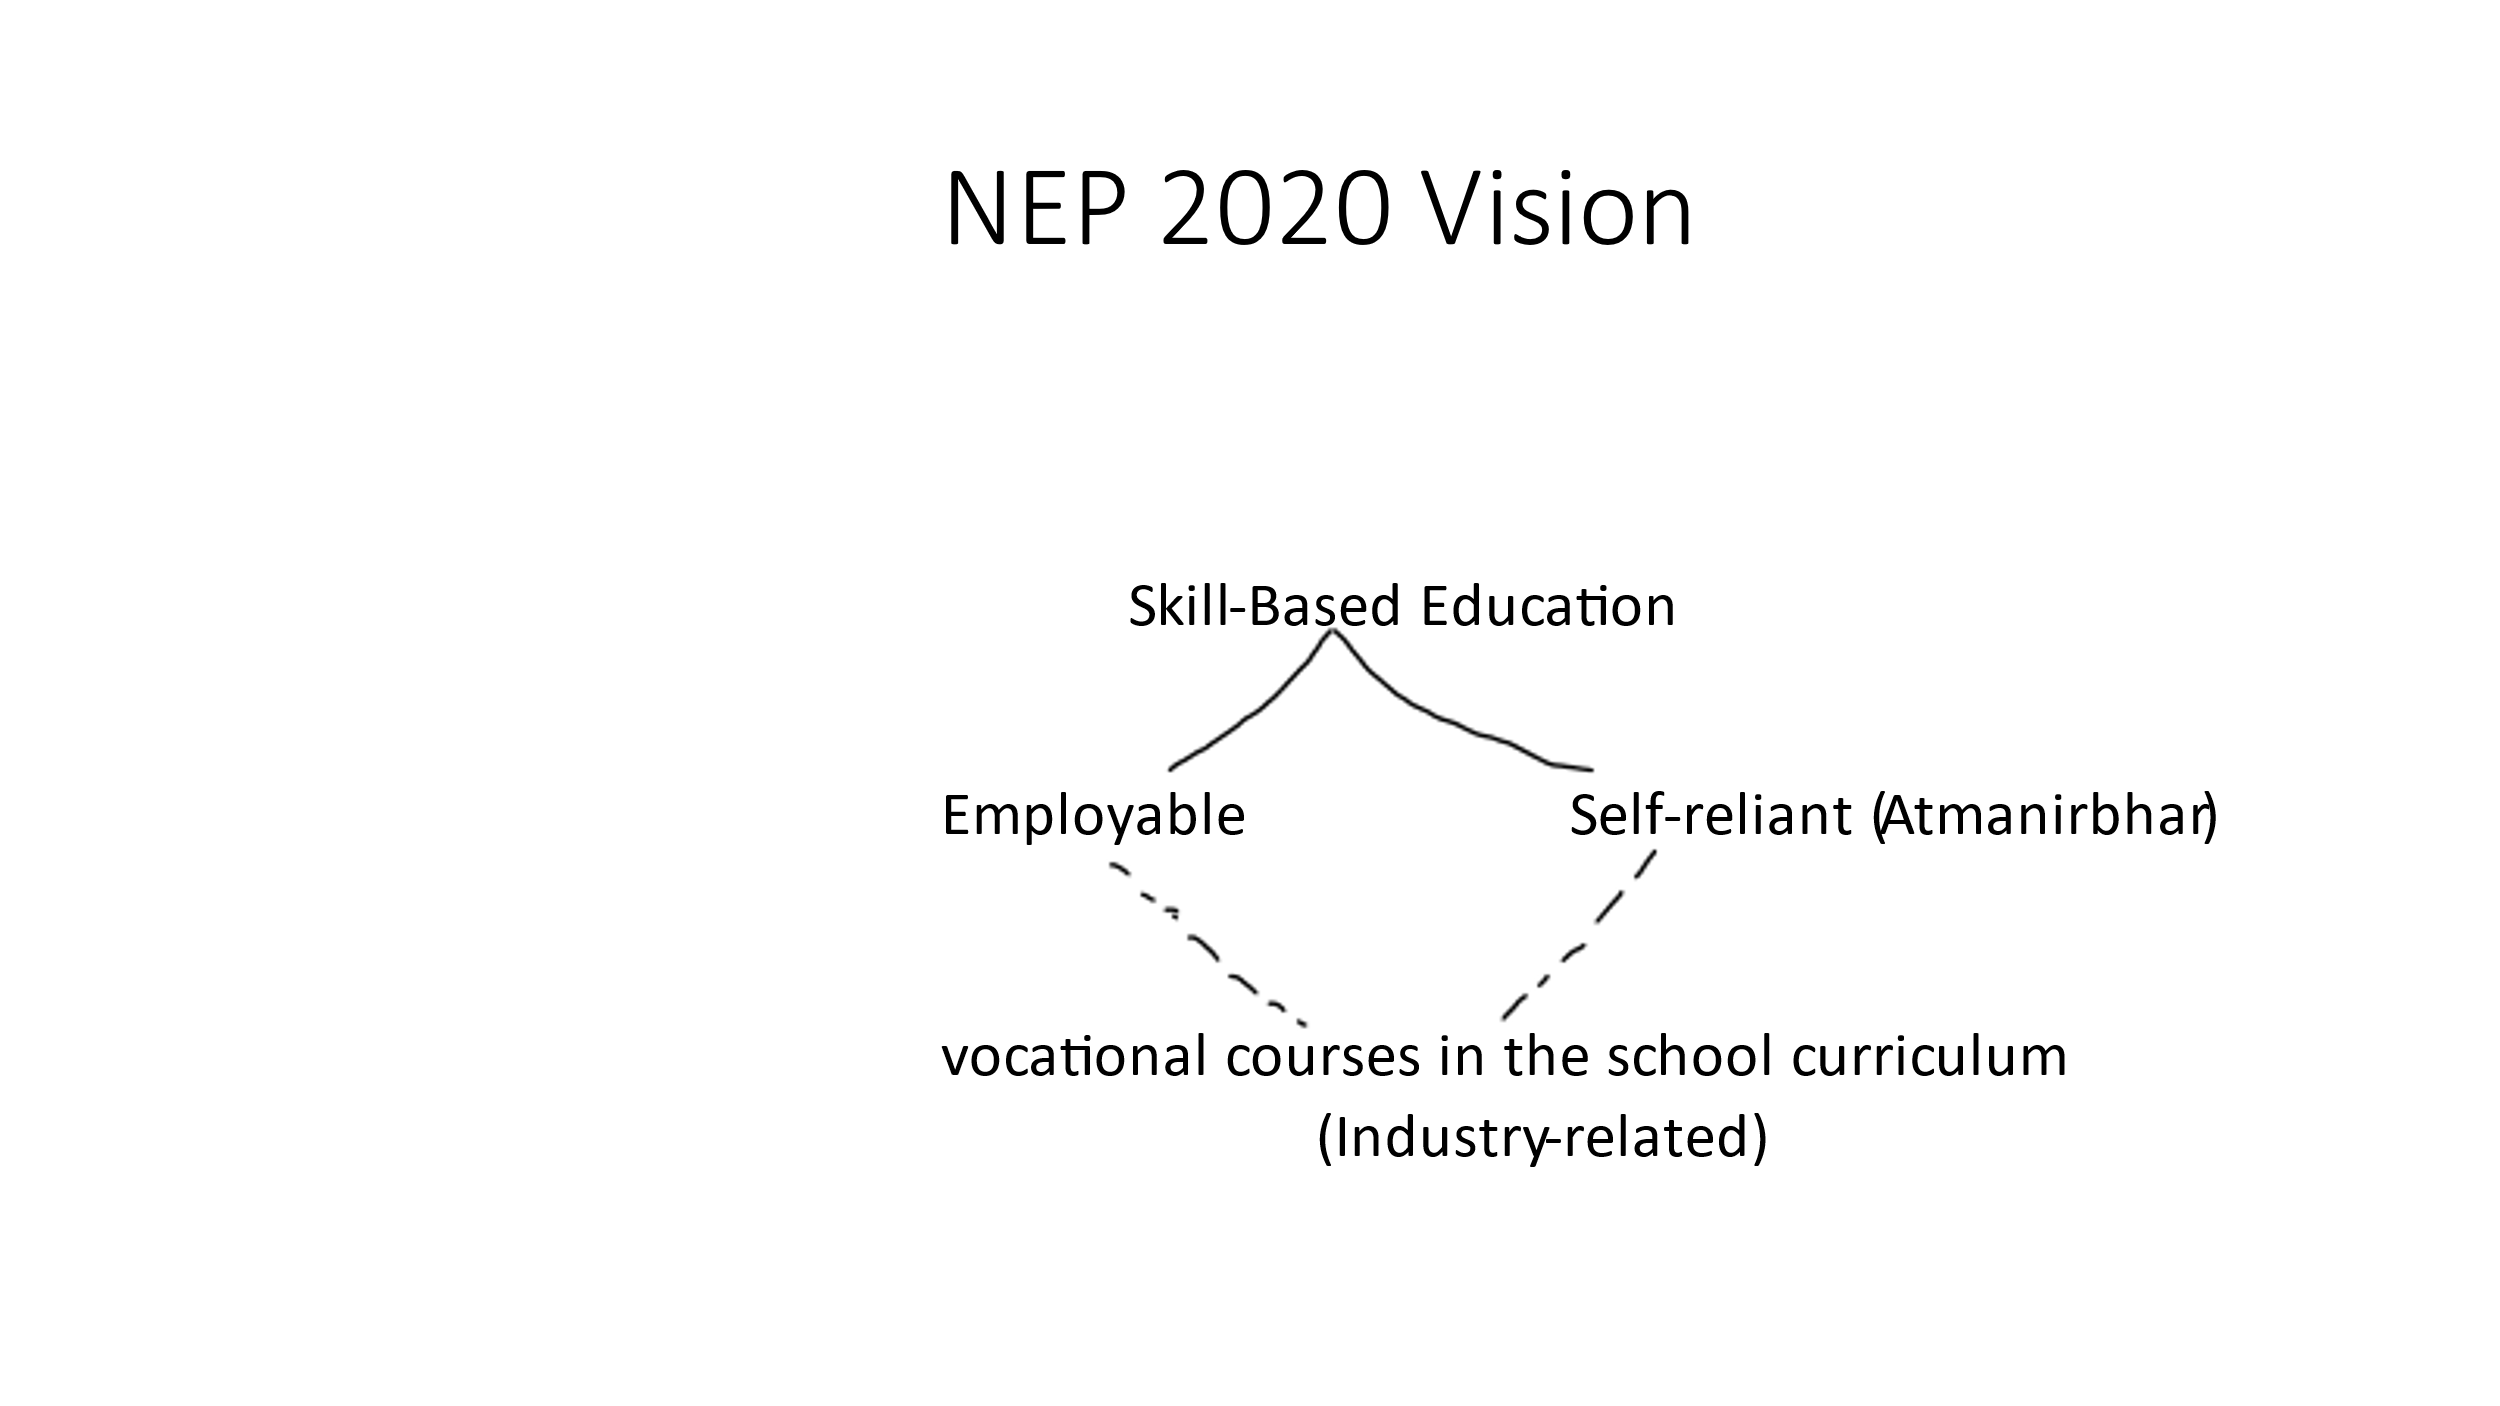 NEP 2020 Vision
Skill-Based Education
Employable Self-reliant (Atmanirbhar)
vocational courses in the school curriculum
(Industry-related)